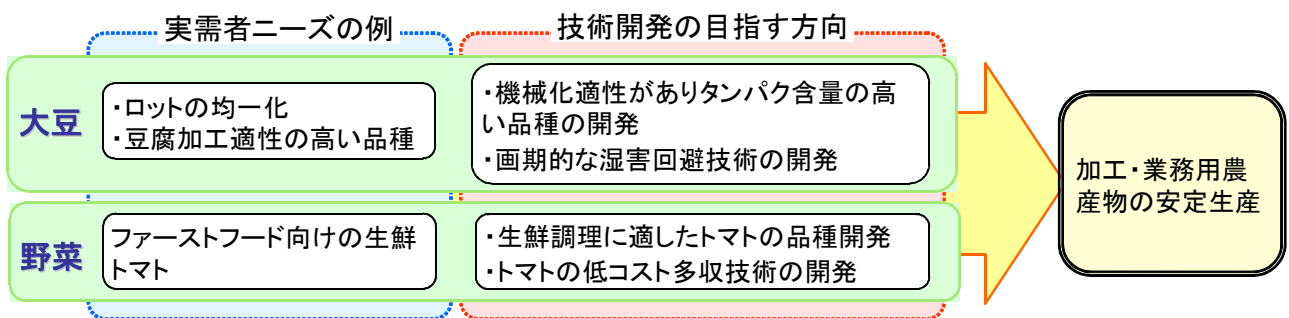 実需者ニーズの例
技術開発の目指す方向
大豆
・ロットの均一化
・豆腐加工適性の高い品種
・機械化適性がありタンパク含量の高
い品種の開発
・画期的な湿害回避技術の開発
野菜
ファーストフード向けの生鮮
トマト
・生鮮調理に適したトマトの品種開発
・トマトの低コスト多収技術の開発
加工・業務用農
産物の安定生産